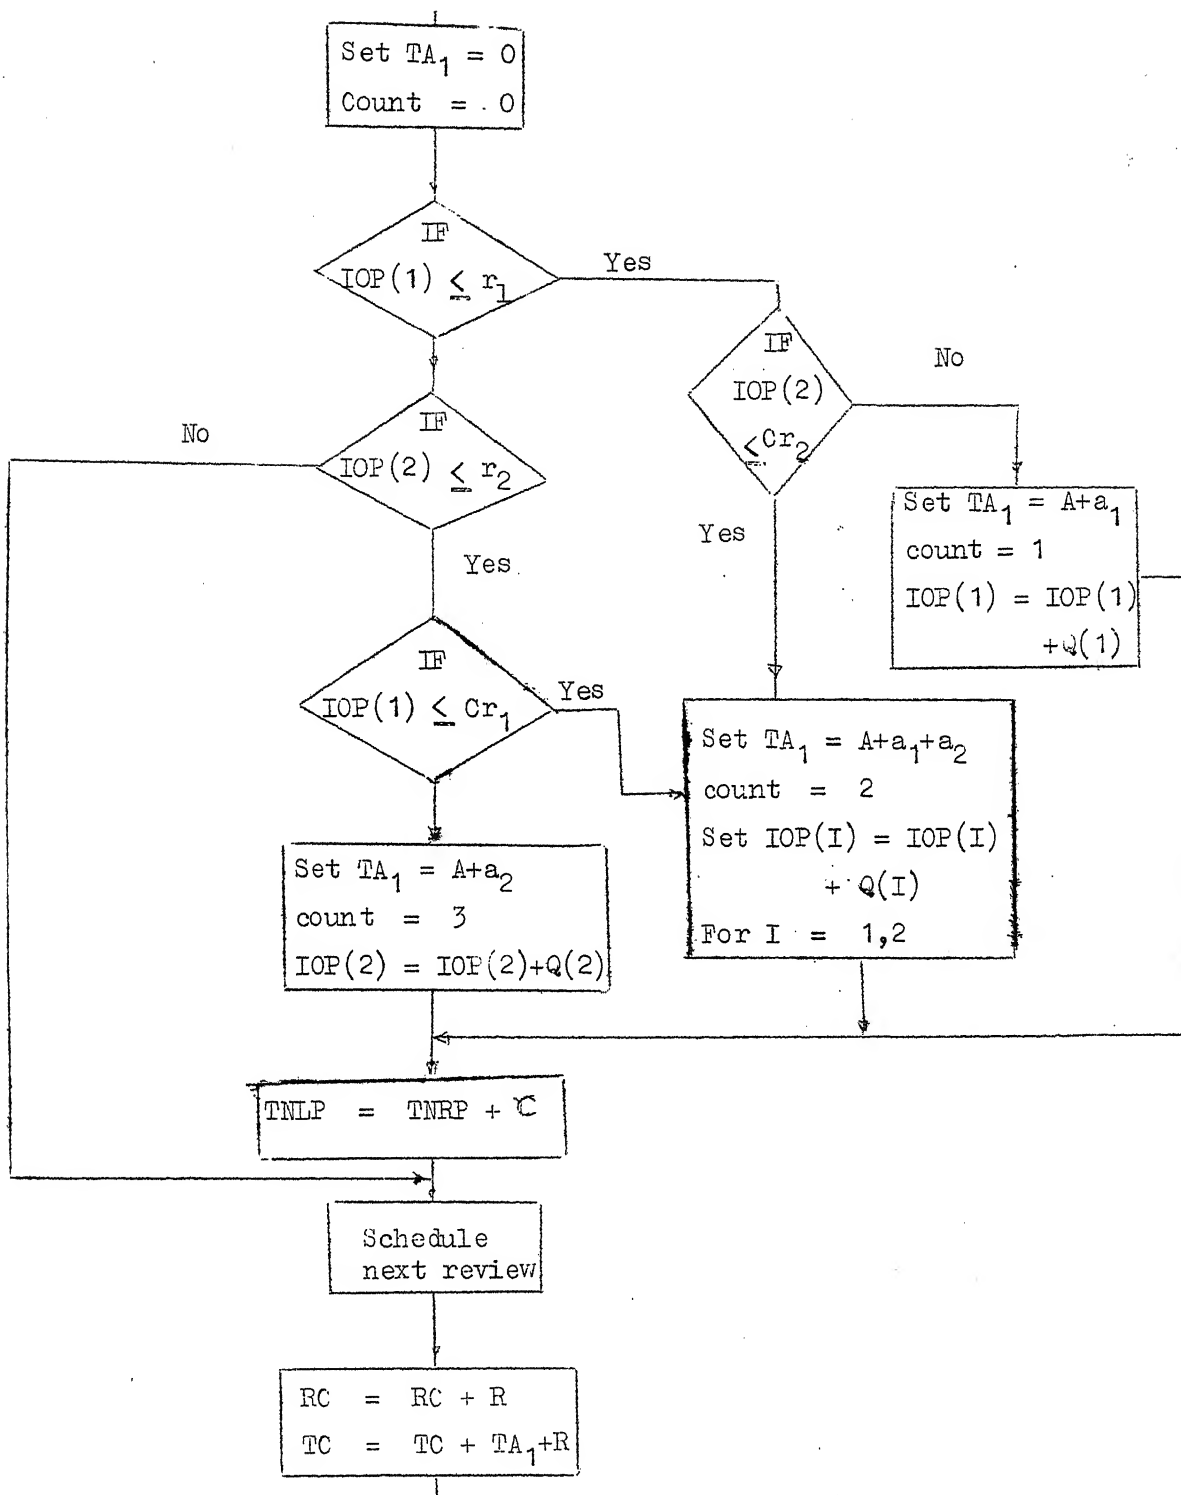 Set TA₁ = 0
Count = 0
IF
IOP(1) ≤ r₁
Yes
IF
IOP(2)
≤Cr₂
No
IF
IOP(2) ≤ r₂
No
Yes
Set TA₁ = A+a₁
count = 1
IOP(1) = IOP(1)
+Q(1)
Yes
IF
IOP(1) ≤ Cr₁
Yes
Set TA₁ = A+a₁+a₂
count = 2
Set IOP(I) = IOP(I)
+ Q(I)
For I = 1,2
Set TA₁ = A+a₂
count = 3
IOP(2) = IOP(2)+Q(2)
TNLP = TNRP + τ
Schedule
next review
RC = RC + R
TC = TC + TA₁+R